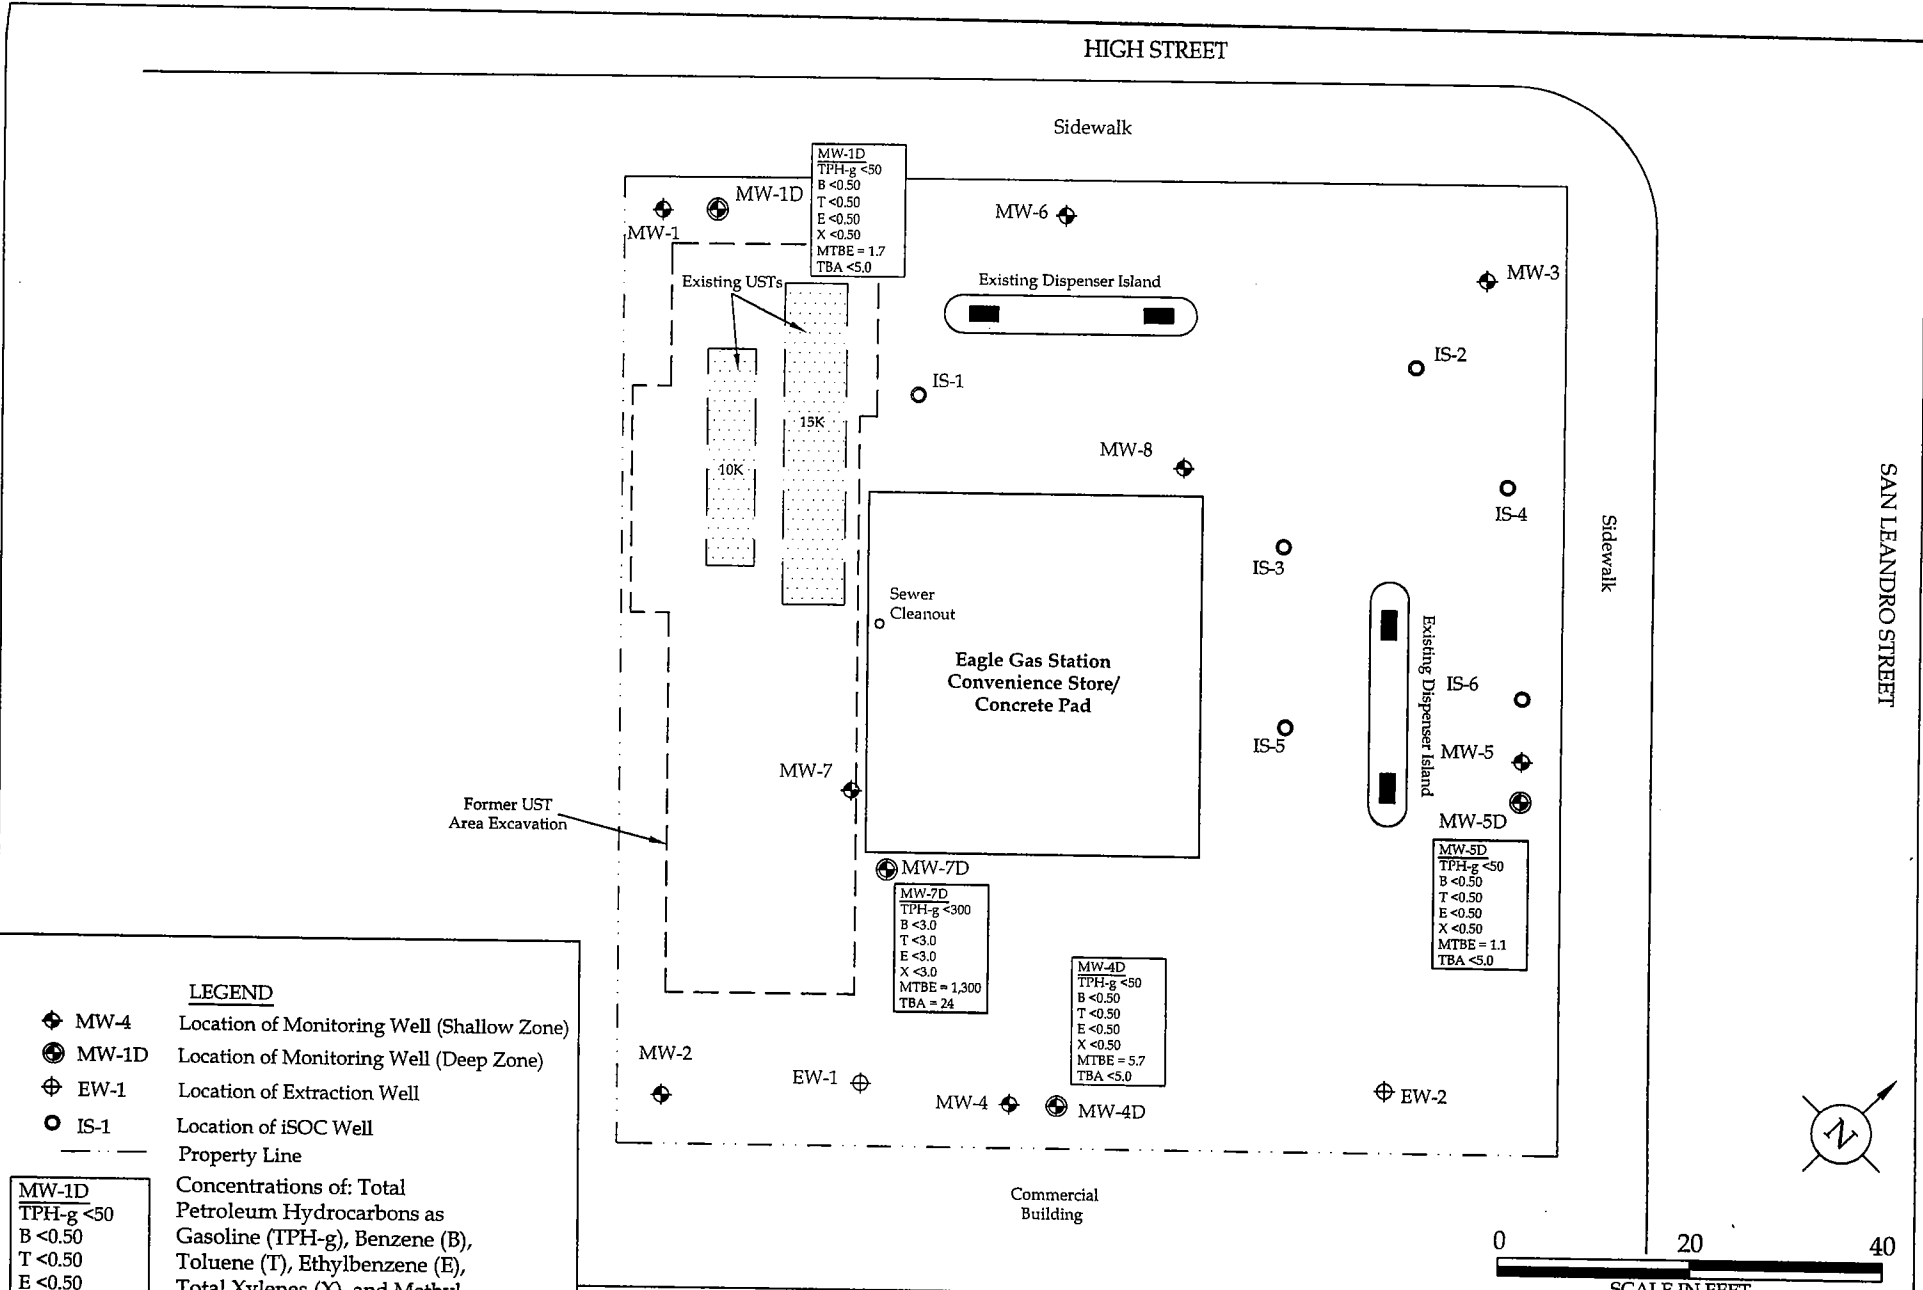 HIGH STREET
Sidewalk
MW-1D
TPH-g <50
B <0.50
T <0.50
E <0.50
X <0.50
MTBE = 1.7
TBA <5.0
MW-1D
MW-1
MW-6
MW-3
Existing USTs
Existing Dispenser Island
IS-2
IS-1
15K
MW-8
10K
IS-4
IS-3
Sidewalk
SAN LEANDRO STREET
Sewer
Cleanout
Eagle Gas Station
Convenience Store/
Concrete Pad
Existing Dispenser Island
IS-6
IS-5
MW-5
MW-7
Former UST
Area Excavation
MW-5D
MW-5D
TPH-g <50
B <0.50
T <0.50
E <0.50
X <0.50
MTBE = 1.1
TBA <5.0
MW-7D
MW-7D
TPH-g <300
B <3.0
T <3.0
E <3.0
X <3.0
MTBE = 1,300
TBA = 24
MW-4D
TPH-g <50
B <0.50
T <0.50
E <0.50
X <0.50
MTBE = 5.7
TBA <5.0
MW-2
EW-1
MW-4
MW-4D
EW-2
N
Commercial
Building
0 20 40
SCALE IN FEET
LEGEND
MW-4 Location of Monitoring Well (Shallow Zone)
MW-1D Location of Monitoring Well (Deep Zone)
EW-1 Location of Extraction Well
IS-1 Location of iSOC Well
Property Line
MW-1D
TPH-g <50
B <0.50
T <0.50
E <0.50
Concentrations of: Total
Petroleum Hydrocarbons as
Gasoline (TPH-g), Benzene (B),
Toluene (T), Ethylbenzene (E),
Total Xylenes (X), and Methyl